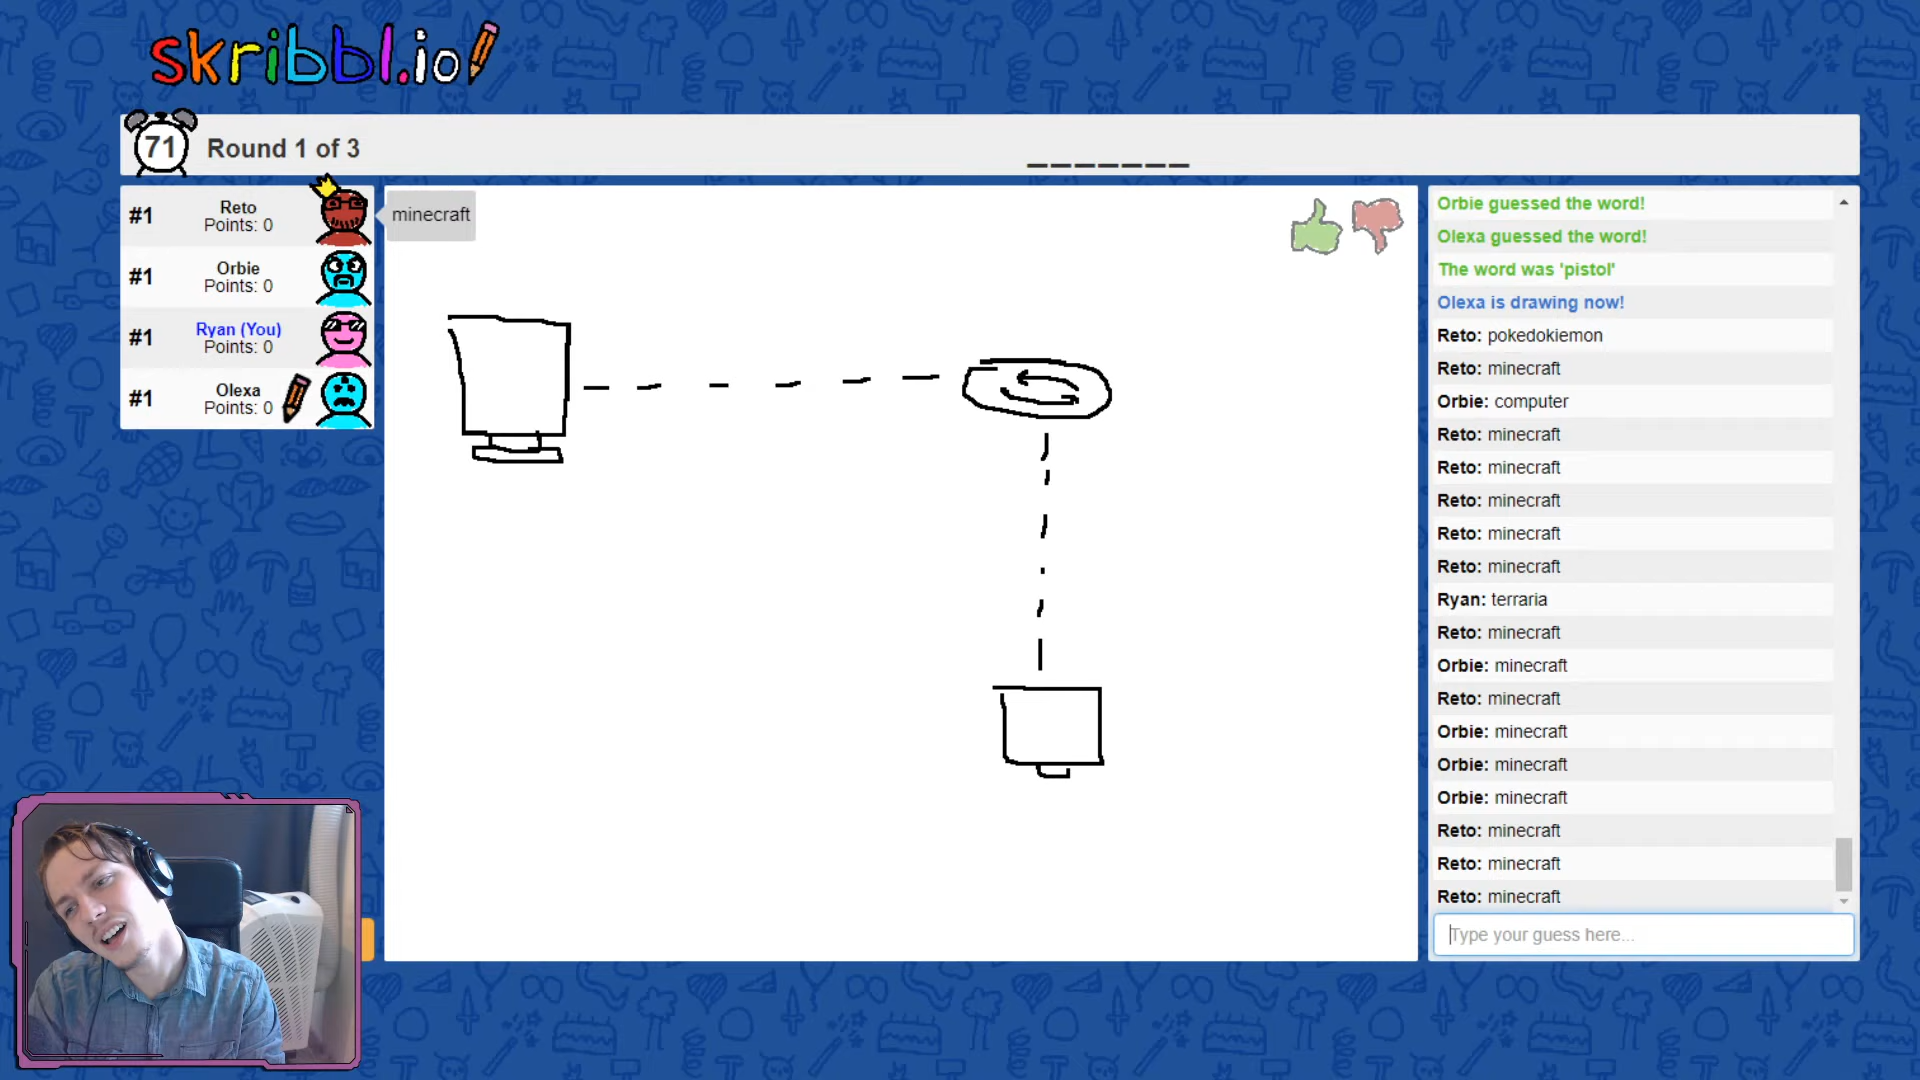 skribbl.io
71
Round 1 of 3
_______
#1
Reto
Points: 0
minecraft
#1
Orbie
Points: 0
#1
Ryan (You)
Points: 0
#1
Olexa
Points: 0
Orbie guessed the word!
Olexa guessed the word!
The word was 'pistol'
Olexa is drawing now!
Reto: pokedokiemon
Reto: minecraft
Orbie: computer
Reto: minecraft
Reto: minecraft
Reto: minecraft
Reto: minecraft
Reto: minecraft
Ryan: terraria
Reto: minecraft
Orbie: minecraft
Reto: minecraft
Orbie: minecraft
Orbie: minecraft
Orbie: minecraft
Reto: minecraft
Reto: minecraft
Reto: minecraft
Type your guess here...